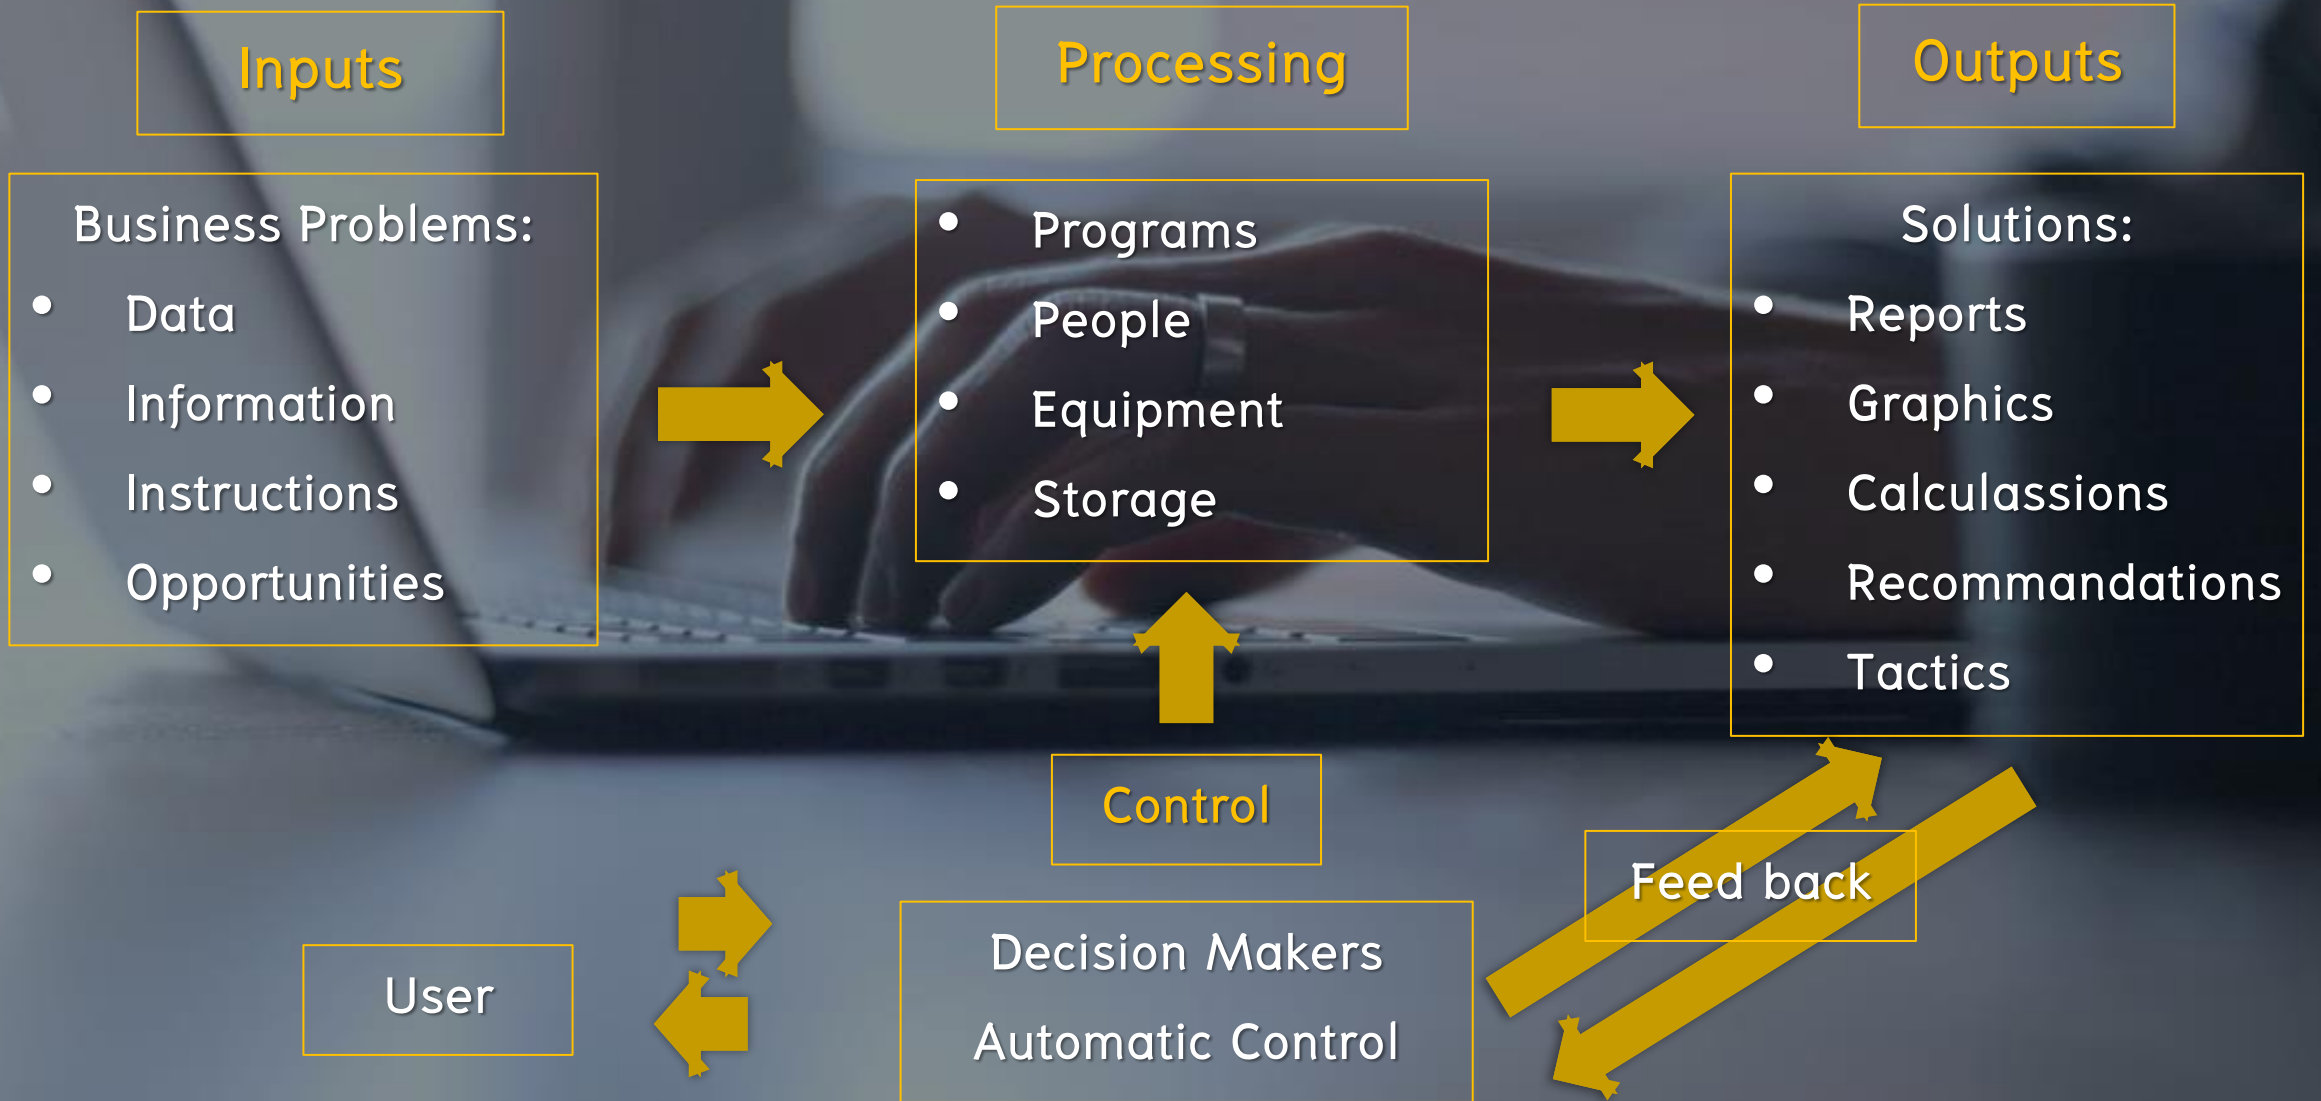 Inputs
Processing
Outputs
Business Problems:
• Data
• Information
• Instructions
• Opportunities
• Programs
• People
• Equipment
• Storage
Solutions:
• Reports
• Graphics
• Calculassions
• Recommandations
• Tactics
Control
Feed back
User
Decision Makers
Automatic Control